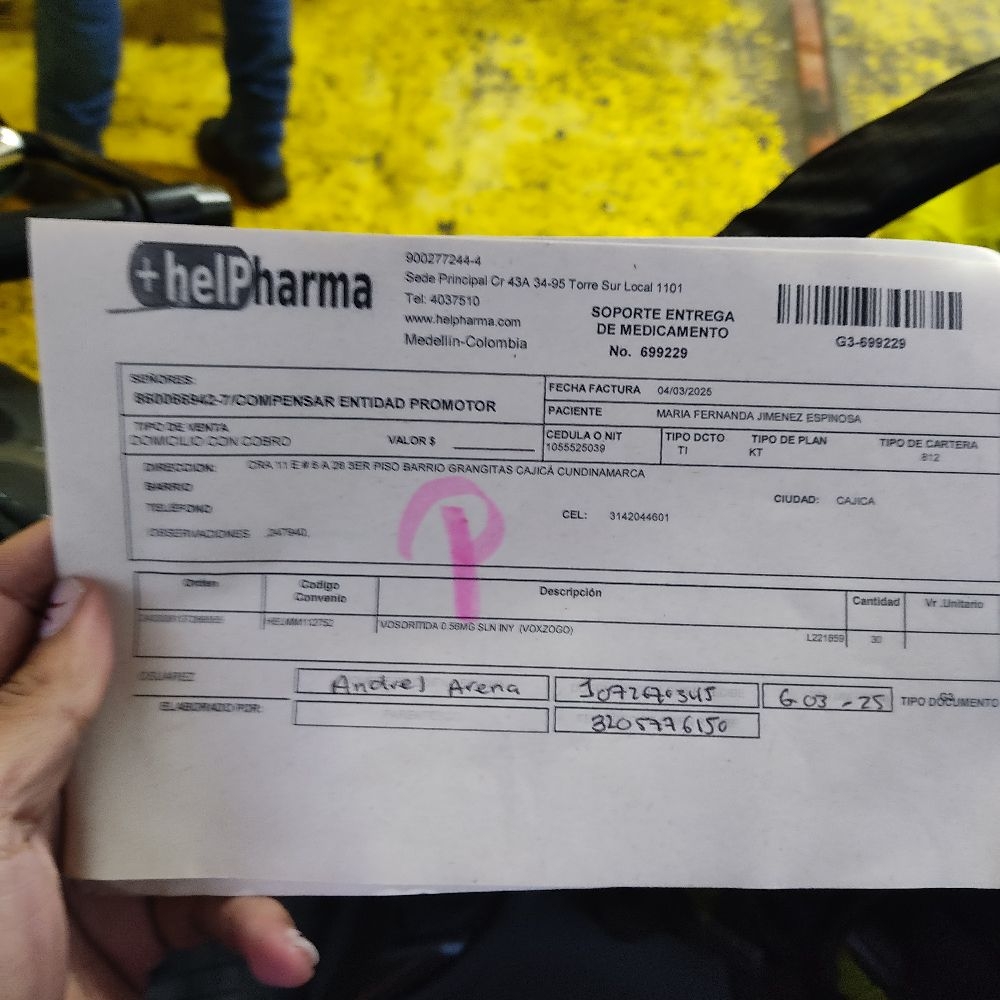 +helPharma
900277244-4
Sede Principal Cr 43A 34-95 Torre Sur Local 1101
Tel: 4037510
www.helpharma.com
Medellin-Colombia
SOPORTE ENTREGA
DE MEDICAMENTO
No. 699229
G3-699229
SEÑORES:
860066942-7/COMPENSAR ENTIDAD PROMOTOR
FECHA FACTURA 04/03/2025
PACIENTE MARIA FERNANDA JIMENEZ ESPINOSA
TIPO DE VENTA
DOMICILIO CON COBRO VALOR $
CEDULA O NIT
1055525039
TIPO DCTO
TI
TIPO DE PLAN
KT
TIPO DE CARTERA
812
DIRECCION: CRA 11 E # 6 A 28 3ER PISO BARRIO GRANGITAS CAJICÁ CUNDINAMARCA
BARRIO
CIUDAD: CAJICA
TELEFONO
CEL: 3142044601
OBSERVACIONES .247940.
P
Orden Codigo Convenio Descripción Cantidad Vr .Unitario
HELMM112752 VOSORITIDA 0.56MG SLN INY (VOXZOGO) L221659 30
Andres Arena 1072670345 6 03 - 25 TIPO DOCUMENTO
ELABORADO POR: 3205776150